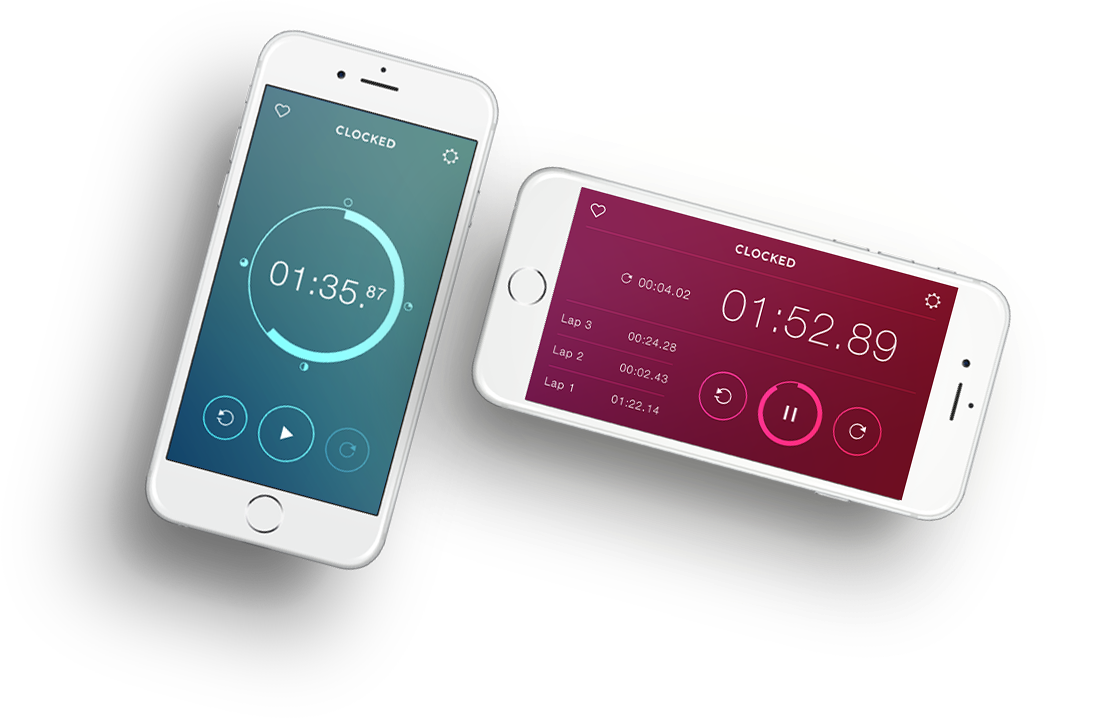 CLOCKED
01:35.87
CLOCKED
00:04.02
01:52.89
Lap 3 00:24.28
Lap 2 00:02.43
Lap 1 01:22.14